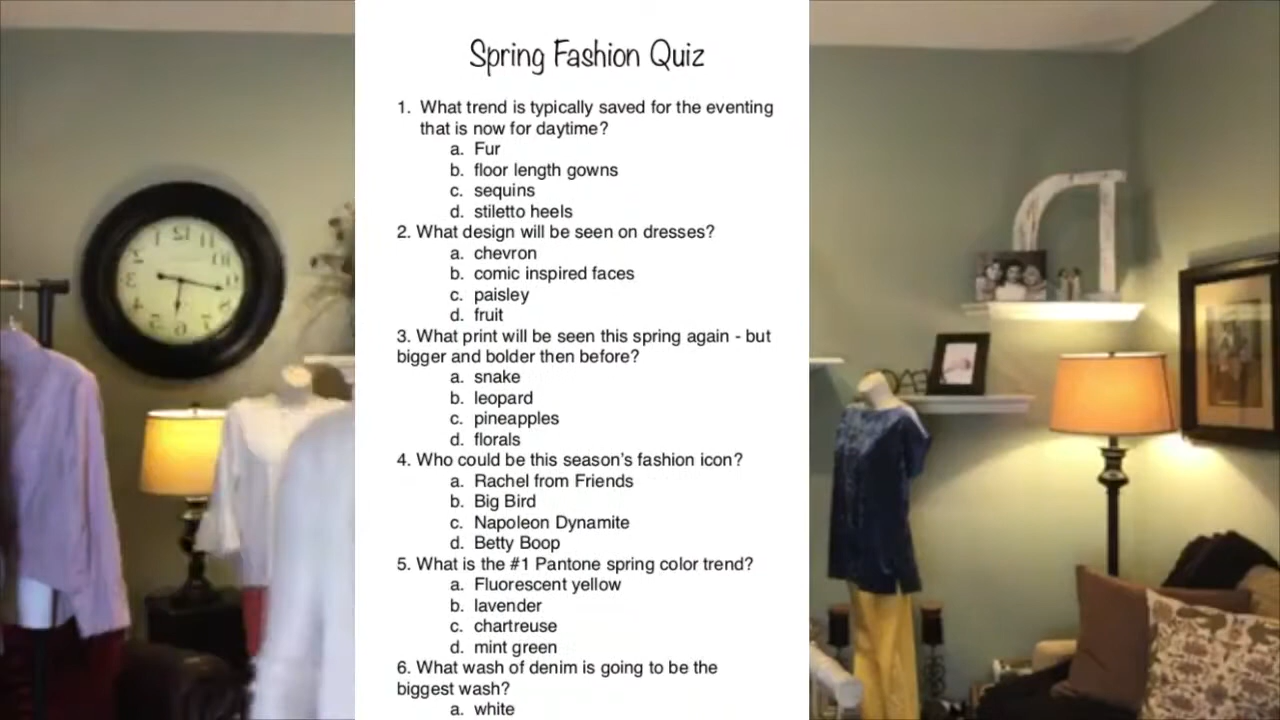 Spring Fashion Quiz
1. What trend is typically saved for the eventing
that is now for daytime?
a. Fur
b. floor length gowns
c. sequins
d. stiletto heels
2. What design will be seen on dresses?
a. chevron
b. comic inspired faces
c. paisley
d. fruit
3. What print will be seen this spring again - but
bigger and bolder then before?
a. snake
b. leopard
c. pineapples
d. florals
4. Who could be this season's fashion icon?
a. Rachel from Friends
b. Big Bird
c. Napoleon Dynamite
d. Betty Boop
5. What is the #1 Pantone spring color trend?
a. Fluorescent yellow
b. lavender
c. chartreuse
d. mint green
6. What wash of denim is going to be the
biggest wash?
a. white